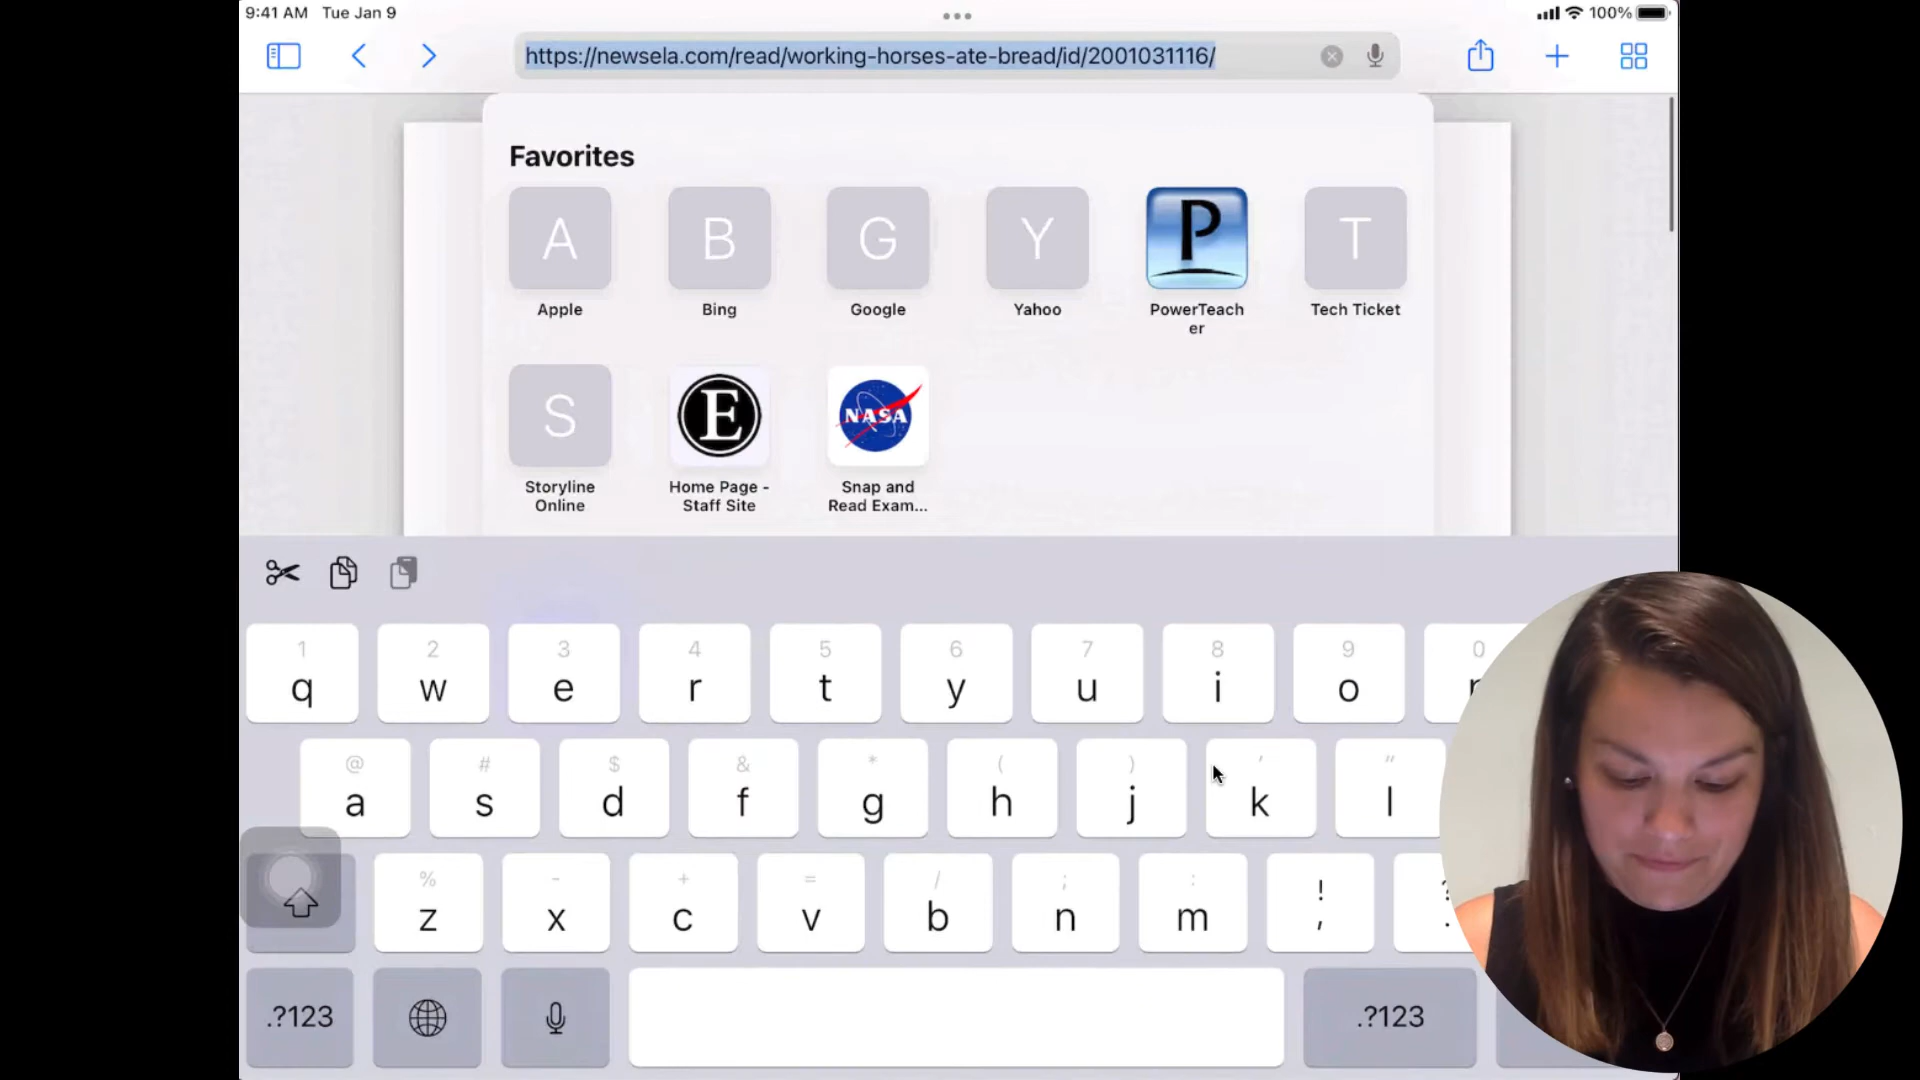 9:41 AM Tue Jan 9
100%
https://newsela.com/read/working-horses-ate-bread/id/2001031116/
Favorites
A B G Y P T
Apple Bing Google Yahoo PowerTeach Tech Ticket
er
S E NASA
Storyline Home Page - Snap and
Online Staff Site Read Exam...
1 2 3 4 5 6 7 8 9 0
q w e r t y u i o
@ # $ & * ( ) ' "
a s d f g h j k l
% - + = / ; : !
z x c v b n m ,
.?123 .?123